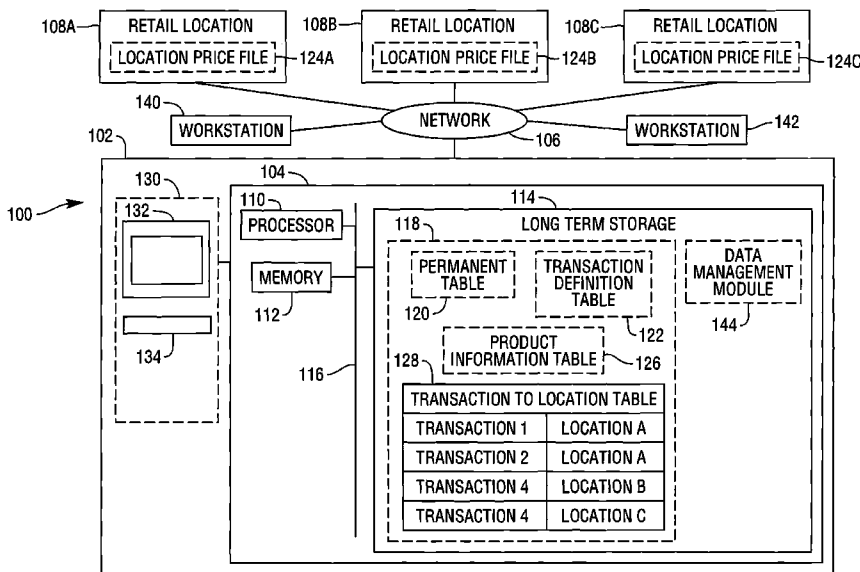 108A RETAIL LOCATION
LOCATION PRICE FILE
124A
108B RETAIL LOCATION
LOCATION PRICE FILE
124B
108C RETAIL LOCATION
LOCATION PRICE FILE
124C
140
WORKSTATION
NETWORK
106
WORKSTATION
142
102
100
130
132
134
104
110
PROCESSOR
MEMORY
112
116
114
LONG TERM STORAGE
118
PERMANENT
TABLE
120
TRANSACTION
DEFINITION
TABLE
122
DATA
MANAGEMENT
MODULE
144
PRODUCT
INFORMATION TABLE
126
128
TRANSACTION TO LOCATION TABLE
TRANSACTION 1 LOCATION A
TRANSACTION 2 LOCATION A
TRANSACTION 4 LOCATION B
TRANSACTION 4 LOCATION C